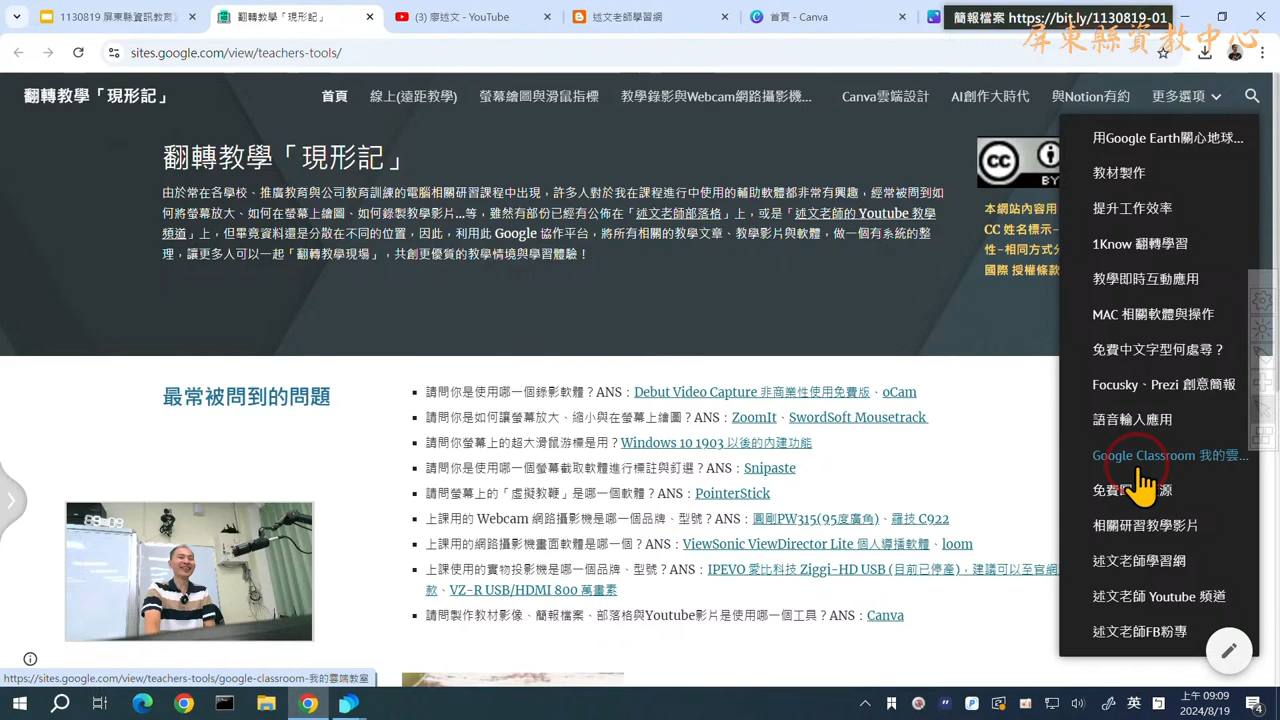 1130819 屏東縣資訊教育
翻轉教學「現形記」
(3) 廖述文 - YouTube
述文老師學習網
首頁 - Canva
簡報檔案 https://bit.ly/1130819-01
屏東縣資教中心
sites.google.com/view/teachers-tools/
翻轉教學「現形記」
首頁
線上(遠距教學)
螢幕繪圖與滑鼠指標
教學錄影與Webcam網路攝影機...
Canva雲端設計
AI創作大時代
與Notion有約
更多選項
翻轉教學「現形記」
由於常在各學校、推廣教育與公司行商訓練的電腦相關研習課程中出現，許多人對於我在課程進行中使用的輔助軟體都非常有興趣，經常被問到如
何將螢幕放大、如何在螢幕上繪圖、如何錄製教學影片...等，雖然有部份已經有公佈在「述文老師部落格」上，或是「述文老師的 Youtube 教學
頻道」上，但畢竟資料還是分散在不同的位置，因此，利用此 Google 協作平台，將所有相關的教學文章、教學影片與軟體，做一個有系統的整
理，讓更多人可以一起「翻轉教學現場」，共創更優質的教學情境與學習體驗！
CC
BY
本網站內容用
CC 姓名標示-
性-相同方式分
國際 授權條款
用Google Earth關心地球...
教材製作
提升工作效率
1Know 翻轉學習
教學即時互動應用
MAC 相關軟體與操作
免費中文字型何處尋？
Focusky、Prezi 創意簡報
語音輸入應用
Google Classroom 我的雲...
免費圖 源
相關研習教學影片
述文老師學習網
述文老師 Youtube 頻道
述文老師FB粉專
最常被問到的問題
請問你是使用哪一個錄影軟體？ANS：Debut Video Capture 非商業性使用免費版、oCam
請問你是如何讓螢幕放大、縮小與在螢幕上繪圖？ANS：ZoomIt、SwordSoft Mousetrack
請問你螢幕上的超大滑鼠游標是用？Windows 10 1903 以後的內建功能
請問你是使用哪一個螢幕截取軟體進行標註與釘選？ANS：Snipaste
請問螢幕上的「虛擬教鞭」是哪一個軟體？ANS：PointerStick
上課用的 Webcam 網路攝影機是哪一個品牌、型號？ANS：圓剛PW315(95度廣角)、羅技 C922
上課用的網路攝影機畫面軟體是哪一個？ANS：ViewSonic ViewDirector Lite 個人導播軟體、loom
上課使用的實物投影機是哪一個品牌、型號？ANS：IPEVO 愛比科技 Ziggi-HD USB (目前已停產)，建議可以至官網
款、VZ-R USB/HDMI 800 萬畫素
請問製作教材影像、簡報檔案、部落格與Youtube影片是使用哪一個工具？ANS：Canva
https://sites.google.com/view/teachers-tools/google-classroom-我的雲端教室
英
上午 09:09
2024/8/19
4